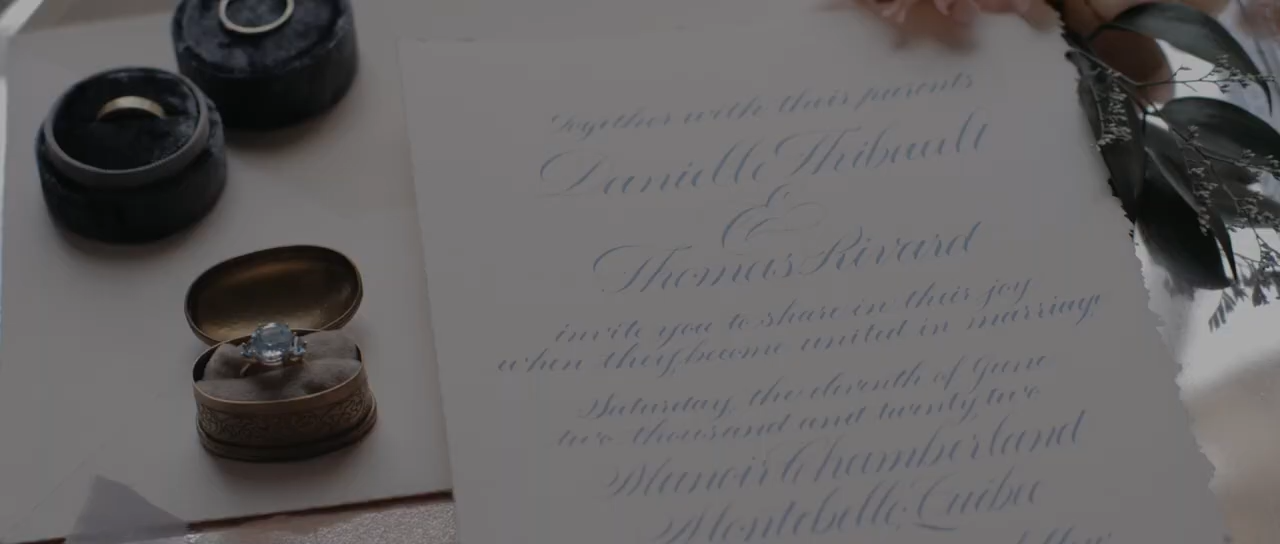 Together with their parents
Danielle Thibault
&
Thomas Rivard
invite you to share in their joy
when they become united in marriage
Saturday, the eleventh of June
two thousand and twenty two
Manoir Chamberland
Montebello, Quebec